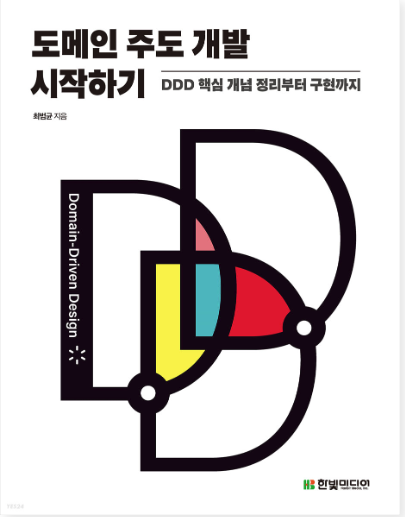 도메인 주도 개발
시작하기
DDD 핵심 개념 정리부터 구현까지
최범균 지음
Domain-Driven Design
HB 한빛미디어